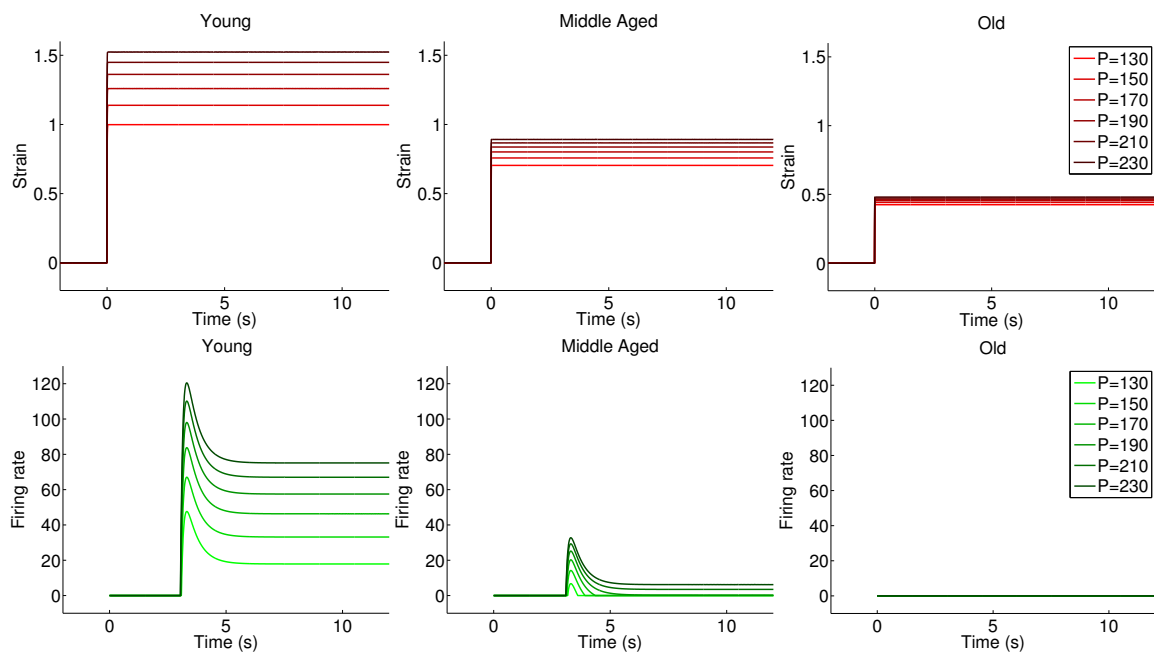 Young
Middle Aged
Old
1.5
1
0.5
0
Strain
0
5
10
Time (s)
1.5
1
0.5
0
Strain
0
5
10
Time (s)
1.5
1
0.5
0
Strain
0
5
10
Time (s)
P=130
P=150
P=170
P=190
P=210
P=230
Young
Middle Aged
Old
120
100
80
60
40
20
0
Firing rate
0
5
10
Time (s)
120
100
80
60
40
20
0
Firing rate
0
5
10
Time (s)
120
100
80
60
40
20
0
Firing rate
0
5
10
Time (s)
P=130
P=150
P=170
P=190
P=210
P=230